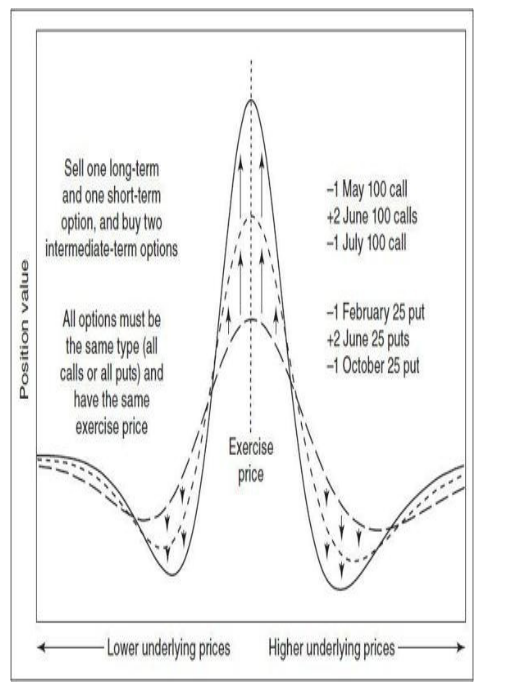 Sell one long-term
and one short-term
option, and buy two
intermediate-term options
All options must be
the same type (all
calls or all puts) and
have the same
exercise price
–1 May 100 call
+2 June 100 calls
–1 July 100 call
–1 February 25 put
+2 June 25 puts
–1 October 25 put
Position value
Exercise
price
Lower underlying prices
Higher underlying prices